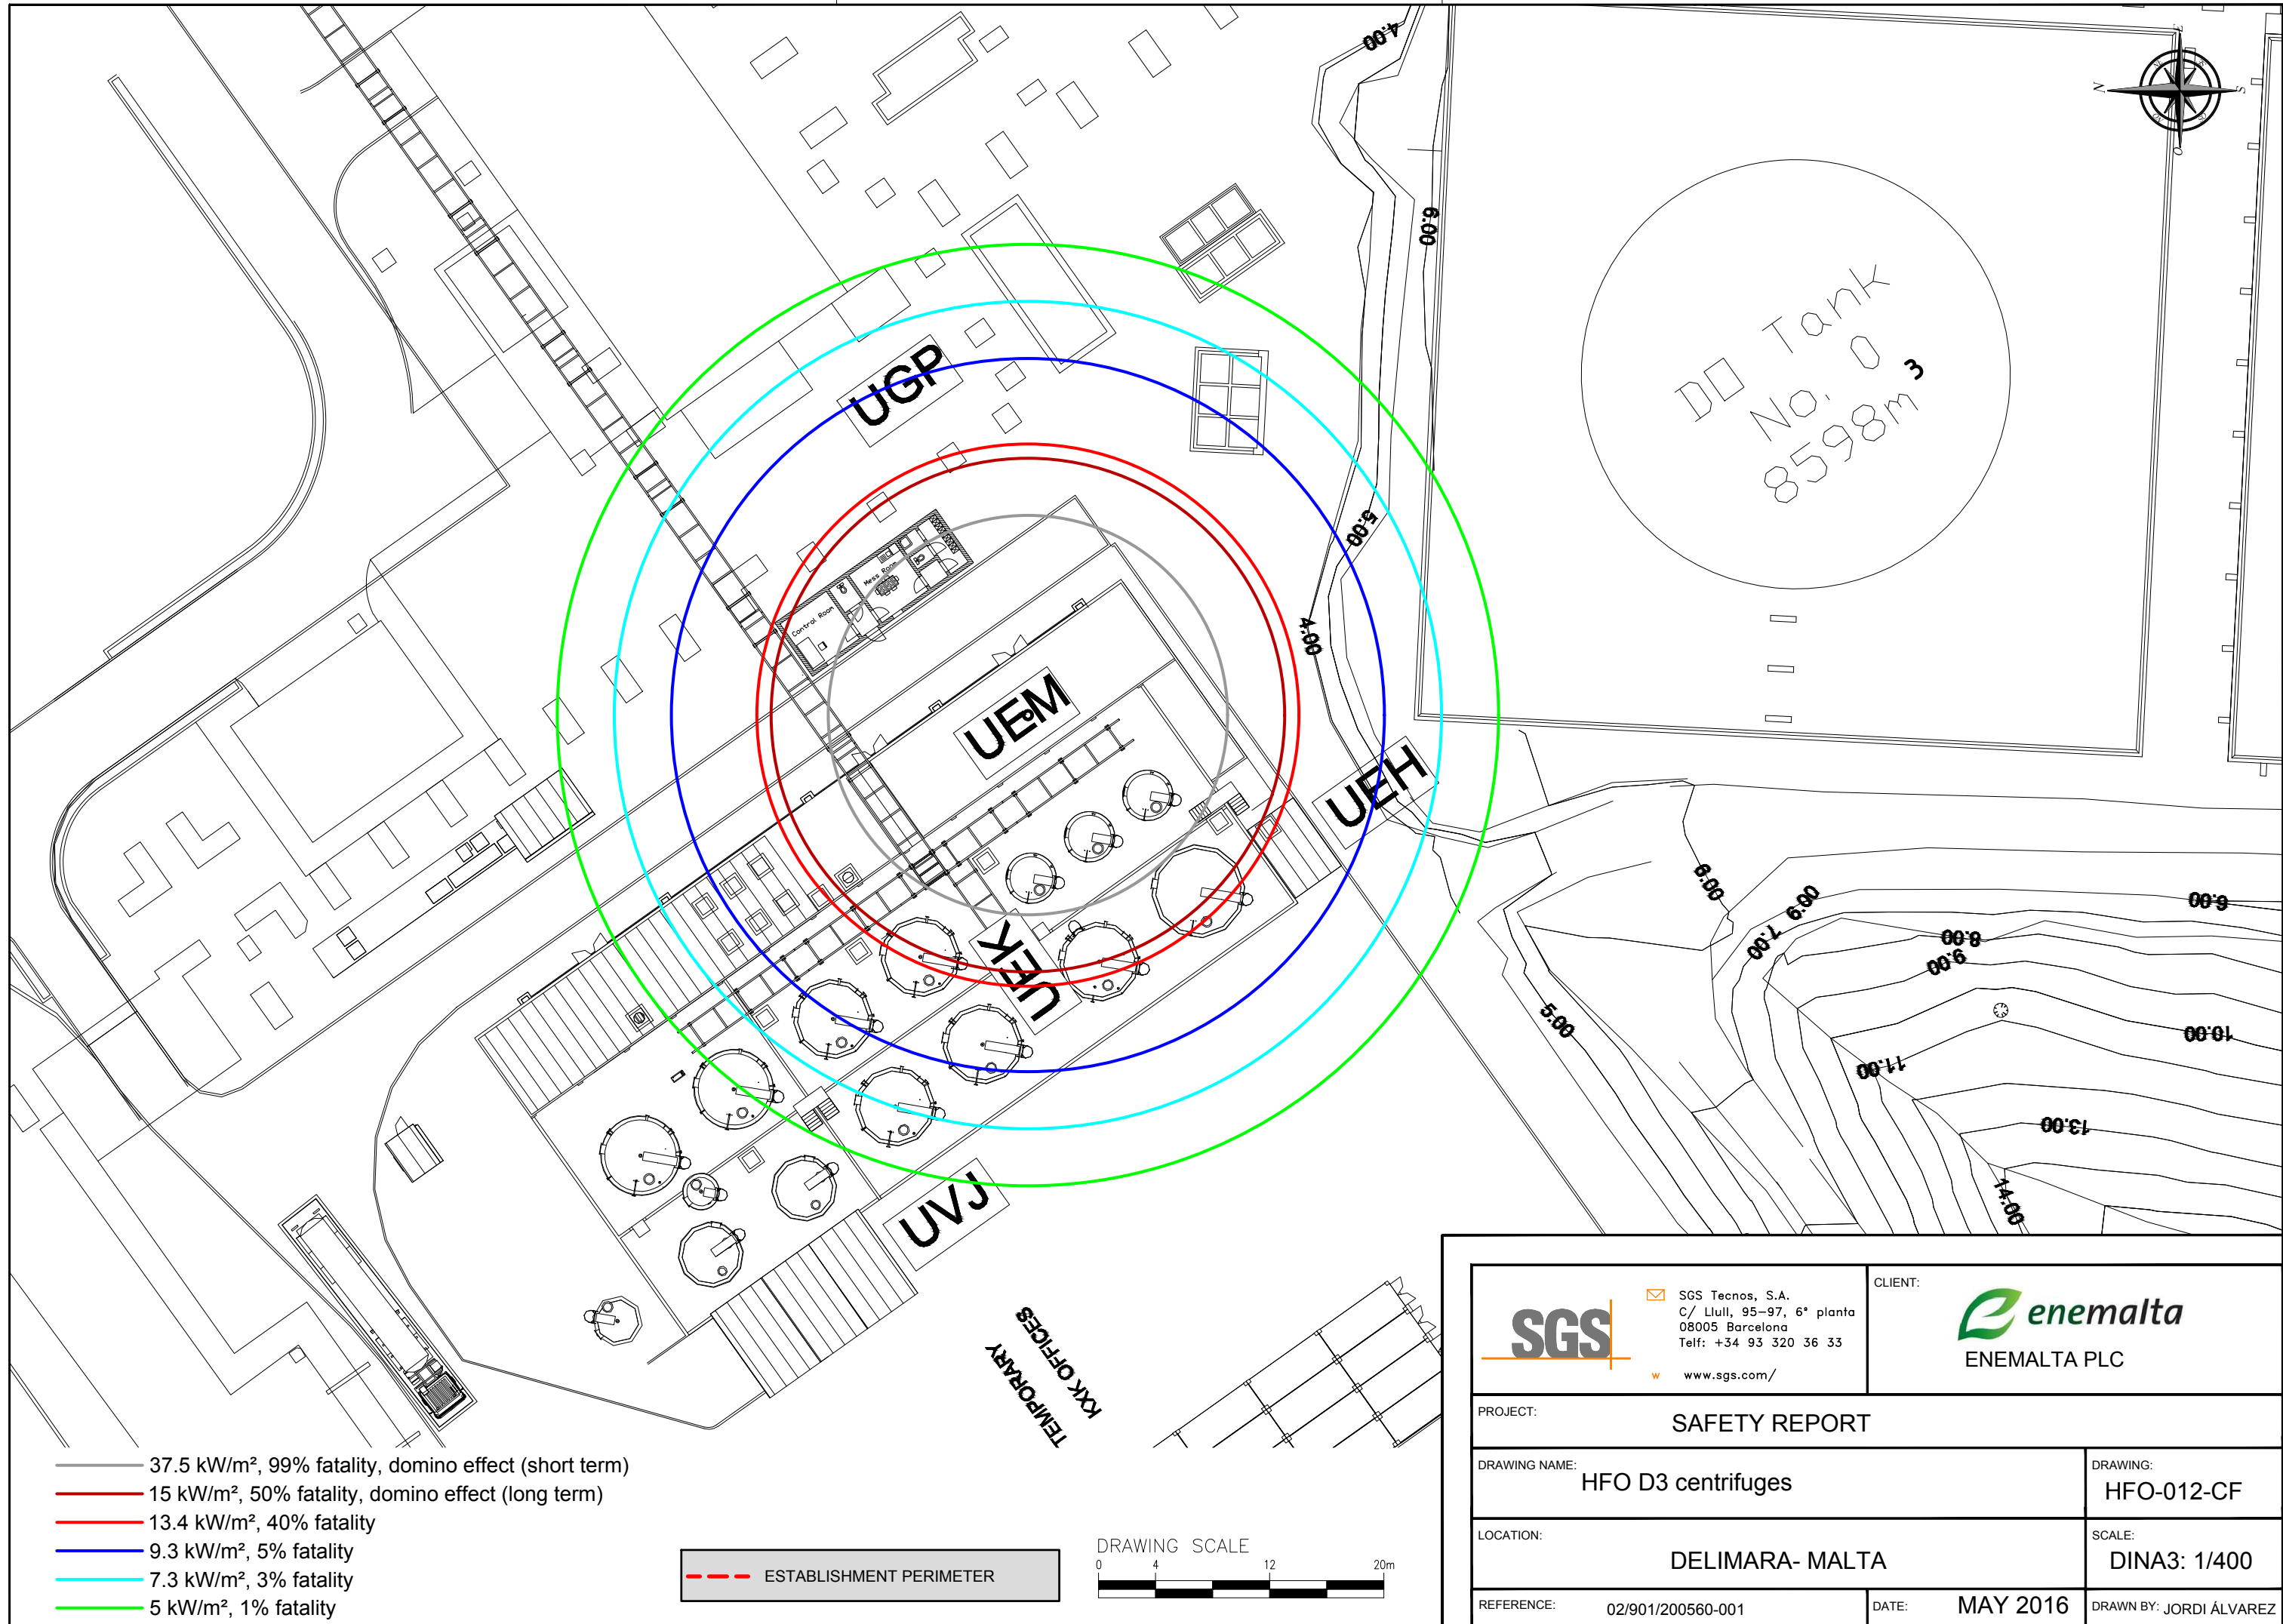 4.00
6.00
N
S
E
O
DO Tank
No. 0
8598m3
UGP
5.00
Mess Room
Control Room
4.00
UEM
UEH
UEK
UVJ
6.00
6.00
7.00
6.00
8.00
9.00
5.00
10.00
11.00
13.00
14.00
TEMPORARY
KXK OFFICES
37.5 kW/m², 99% fatality, domino effect (short term)
15 kW/m², 50% fatality, domino effect (long term)
13.4 kW/m², 40% fatality
9.3 kW/m², 5% fatality
7.3 kW/m², 3% fatality
5 kW/m², 1% fatality
ESTABLISHMENT PERIMETER
DRAWING SCALE
0 4 12 20m
SGS
SGS Tecnos, S.A.
C/ Llull, 95-97, 6ª planta
08005 Barcelona
Telf: +34 93 320 36 33
w www.sgs.com/
CLIENT:
enemalta
ENEMALTA PLC
PROJECT:
SAFETY REPORT
DRAWING NAME:
HFO D3 centrifuges
DRAWING:
HFO-012-CF
LOCATION:
DELIMARA- MALTA
SCALE:
DINA3: 1/400
REFERENCE: 02/901/200560-001
DATE: MAY 2016
DRAWN BY: JORDI ÁLVAREZ